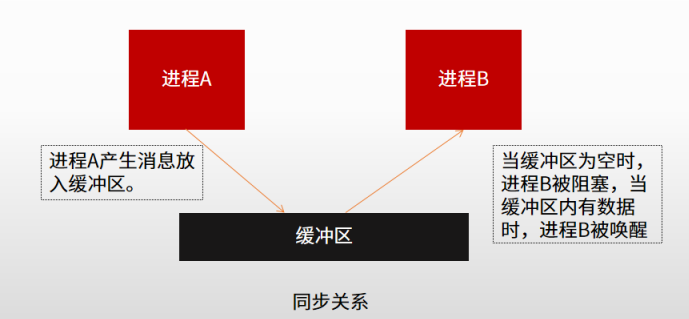 进程A
进程B
进程A产生消息放
入缓冲区。
当缓冲区为空时，
进程B被阻塞，当
缓冲区内有数据
时，进程B被唤醒
缓冲区
同步关系